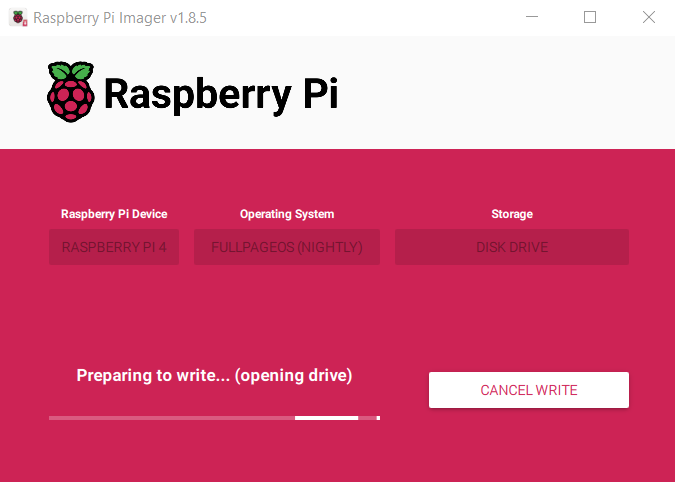 Raspberry Pi Imager v1.8.5
Raspberry Pi
Raspberry Pi Device Operating System Storage
RASPBERRY PI 4 FULLPAGEOS (NIGHTLY) DISK DRIVE
Preparing to write... (opening drive)
CANCEL WRITE